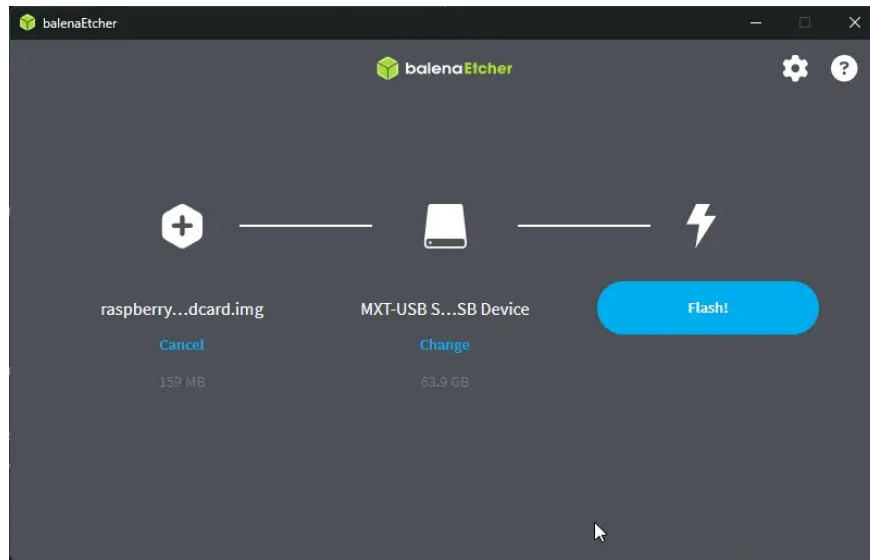 balenaEtcher
balenaEtcher
?
raspberry...dcard.img
MXT-USB S...SB Device
Flash!
Cancel
Change
159 MB
63.9 GB